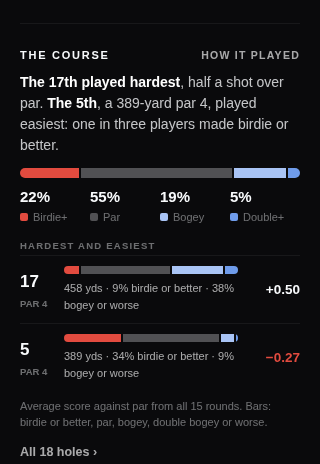 THE COURSE
HOW IT PLAYED
The 17th played hardest, half a shot over
par. The 5th, a 389-yard par 4, played
easiest: one in three players made birdie or
better.
22% 55% 19% 5%
Birdie+ Par Bogey Double+
HARDEST AND EASIEST
17
PAR 4
458 yds · 9% birdie or better · 38%
bogey or worse
+0.50
5
PAR 4
389 yds · 34% birdie or better · 9%
bogey or worse
−0.27
Average score against par from all 15 rounds. Bars:
birdie or better, par, bogey, double bogey or worse.
All 18 holes ›